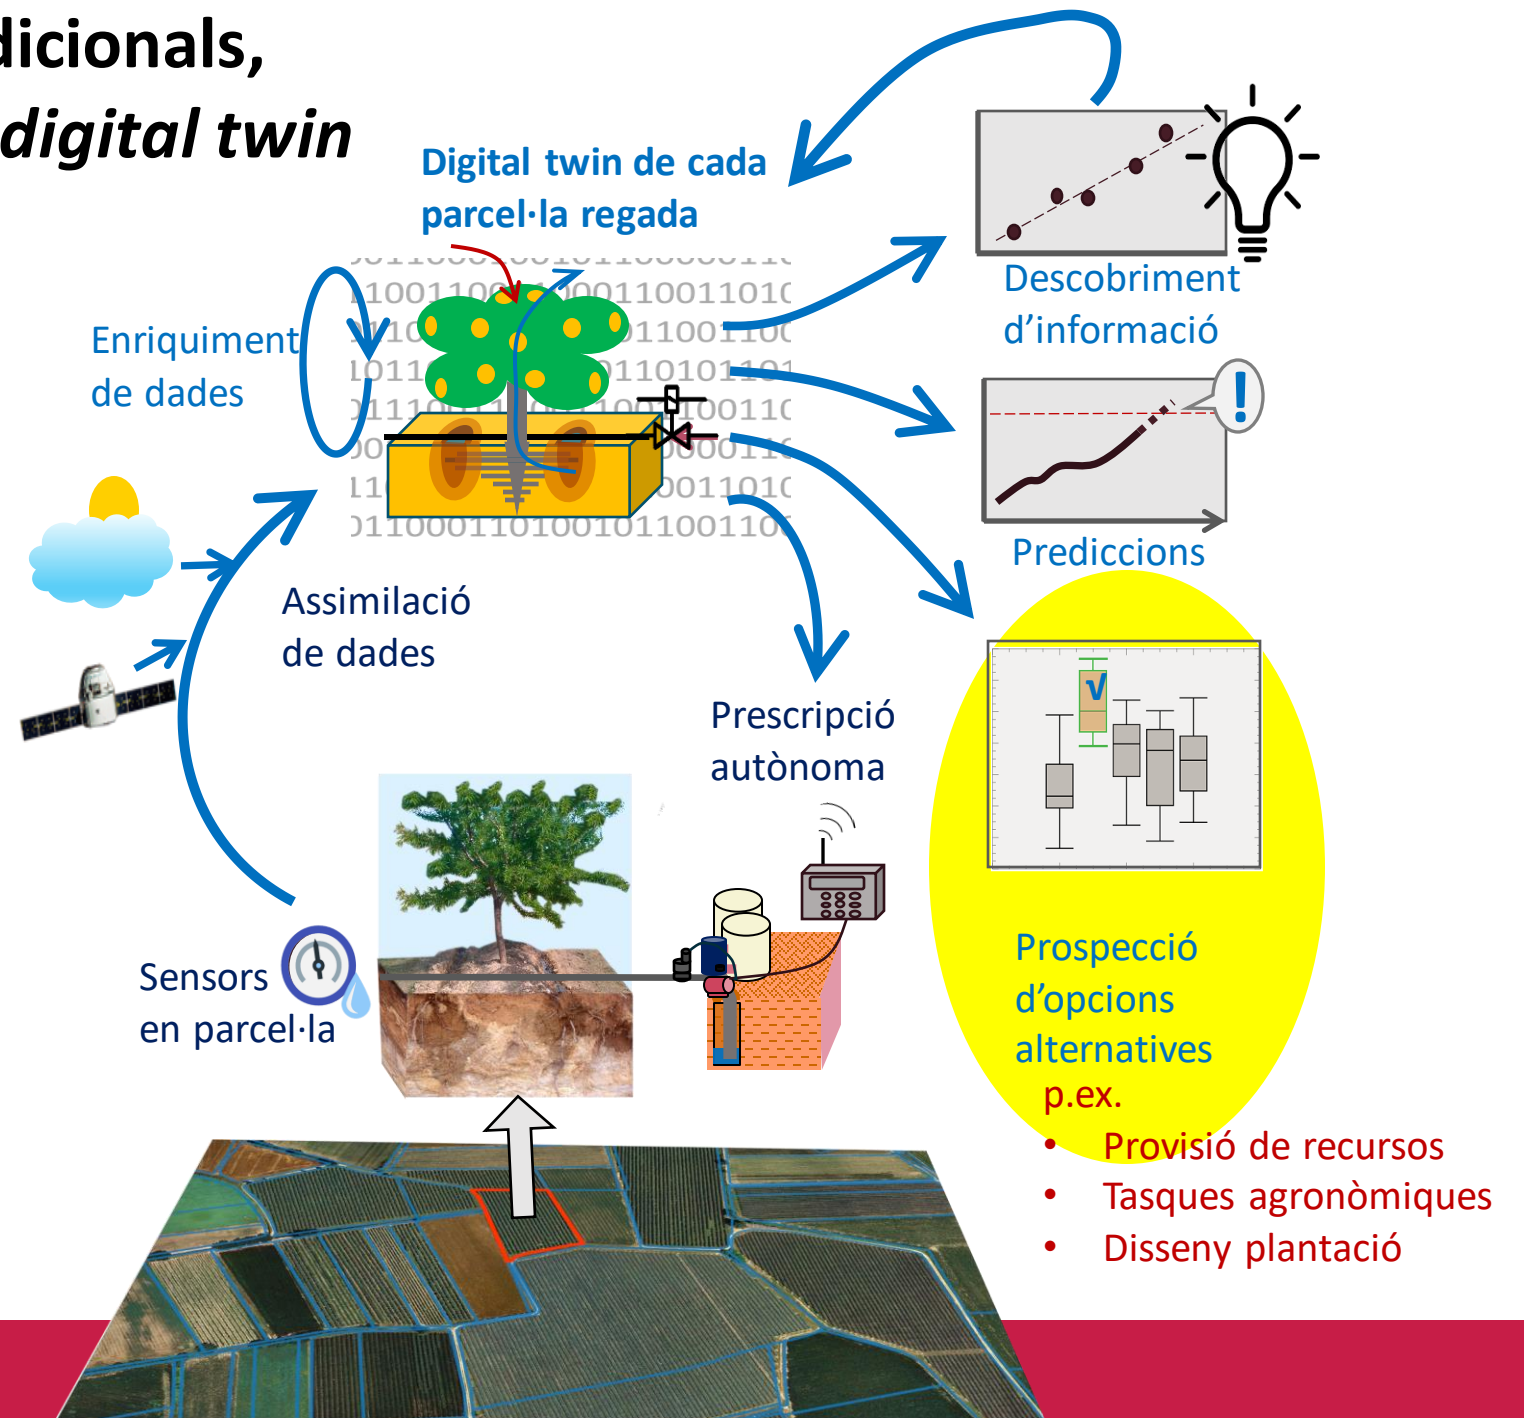 dicionals,
digital twin
Digital twin de cada
parcel·la regada
Descobriment
d’informació
Enriquiment
de dades
!
Prediccions
Assimilació
de dades
√
Prescripció
autònoma
Prospecció
d’opcions
alternatives
p.ex.
• Provisió de recursos
• Tasques agronòmiques
• Disseny plantació
Sensors
en parcel·la